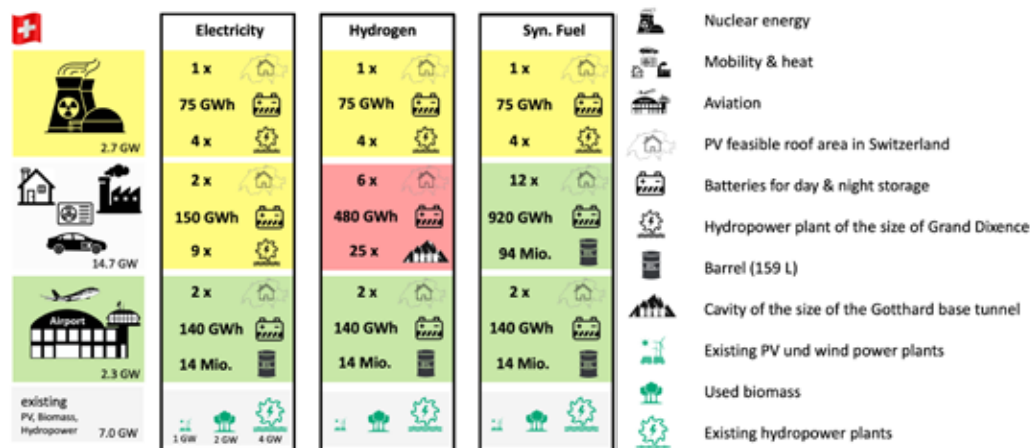 Electricity
Hydrogen
Syn. Fuel
2.7 GW
1 x
75 GWh
4 x
1 x
75 GWh
4 x
1 x
75 GWh
4 x
14.7 GW
2 x
150 GWh
9 x
6 x
480 GWh
25 x
12 x
920 GWh
94 Mio.
Airport
2.3 GW
2 x
140 GWh
14 Mio.
2 x
140 GWh
14 Mio.
2 x
140 GWh
14 Mio.
existing
PV, Biomass,
Hydropower
7.0 GW
1 GW
2 GW
4 GW
Nuclear energy
Mobility & heat
Aviation
PV feasible roof area in Switzerland
Batteries for day & night storage
Hydropower plant of the size of Grand Dixence
Barrel (159 L)
Cavity of the size of the Gotthard base tunnel
Existing PV und wind power plants
Used biomass
Existing hydropower plants